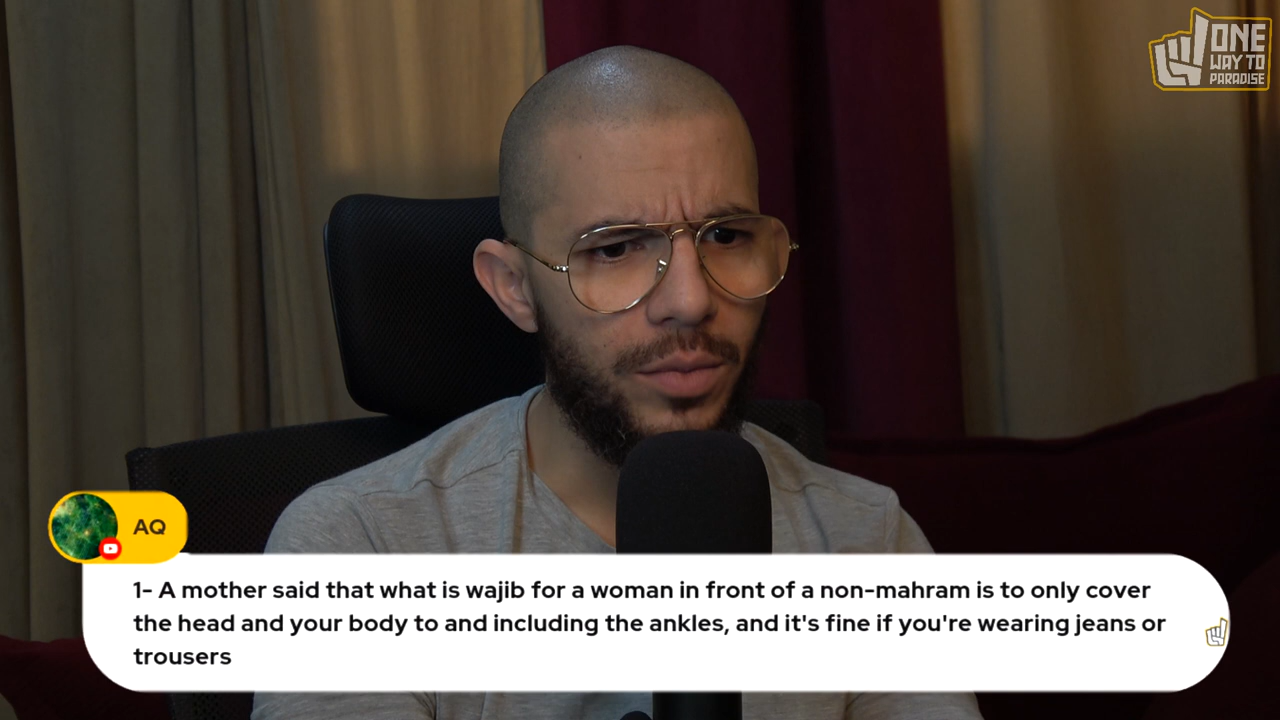 ONE
WAY TO
PARADISE
AQ
1- A mother said that what is wajib for a woman in front of a non-mahram is to only cover
the head and your body to and including the ankles, and it's fine if you're wearing jeans or
trousers